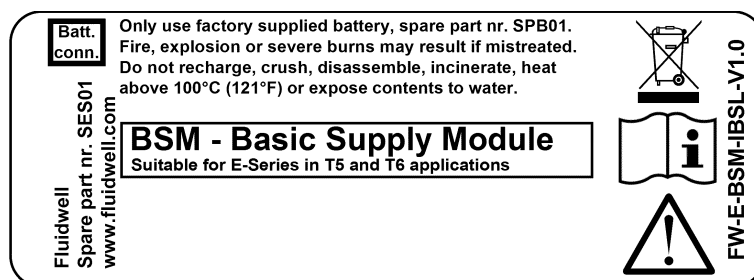 Batt.
conn.
Fluidwell
Spare part nr. SES01
www.fluidwell.com
Only use factory supplied battery, spare part nr. SPB01.
Fire, explosion or severe burns may result if mistreated.
Do not recharge, crush, disassemble, incinerate, heat
above 100°C (121°F) or expose contents to water.
BSM - Basic Supply Module
Suitable for E-Series in T5 and T6 applications
i
!
FW-E-BSM-IBSL-V1.0